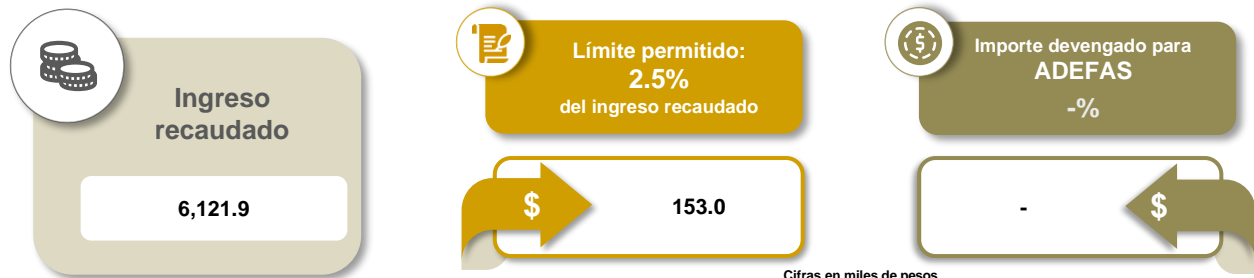 Ingreso
recaudado
6,121.9
Límite permitido:
2.5%
del ingreso recaudado
$
153.0
Importe devengado para
ADEFAS
-%
-
$
Cifras en miles de pesos